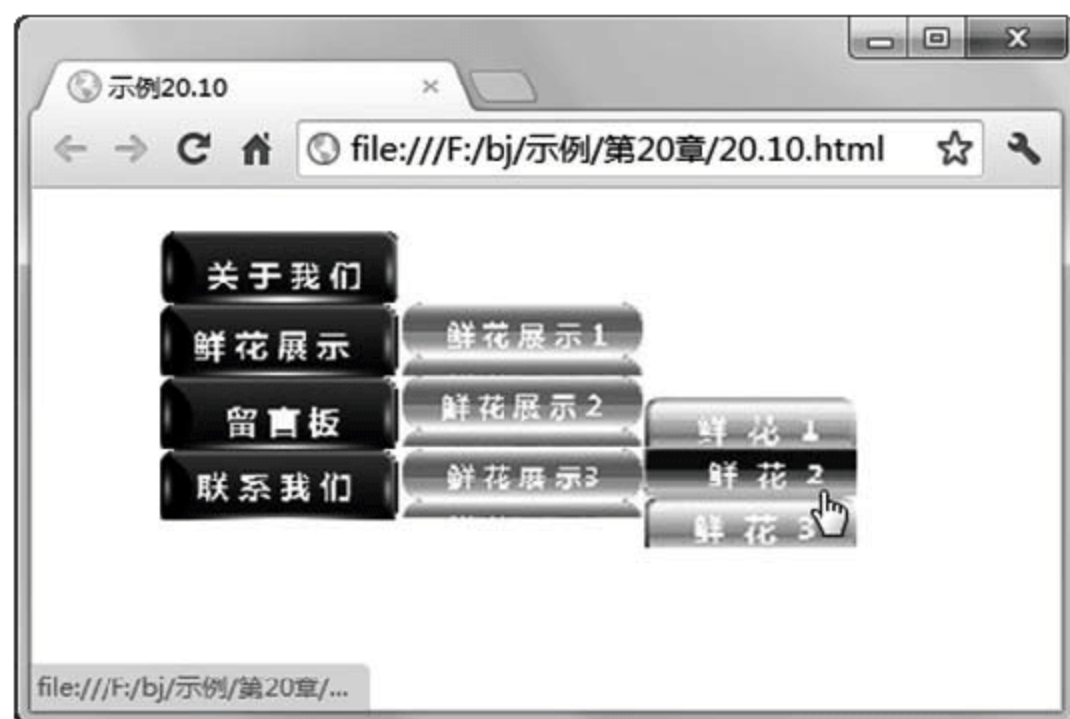 示例20.10
file:///F:/bj/示例/第20章/20.10.html
关于我们
鲜花展示
鲜花展示1
留言板
鲜花展示2
鲜花1
联系我们
鲜花展示3
鲜花2
鲜花3
file:///F:/bj/示例/第20章/...